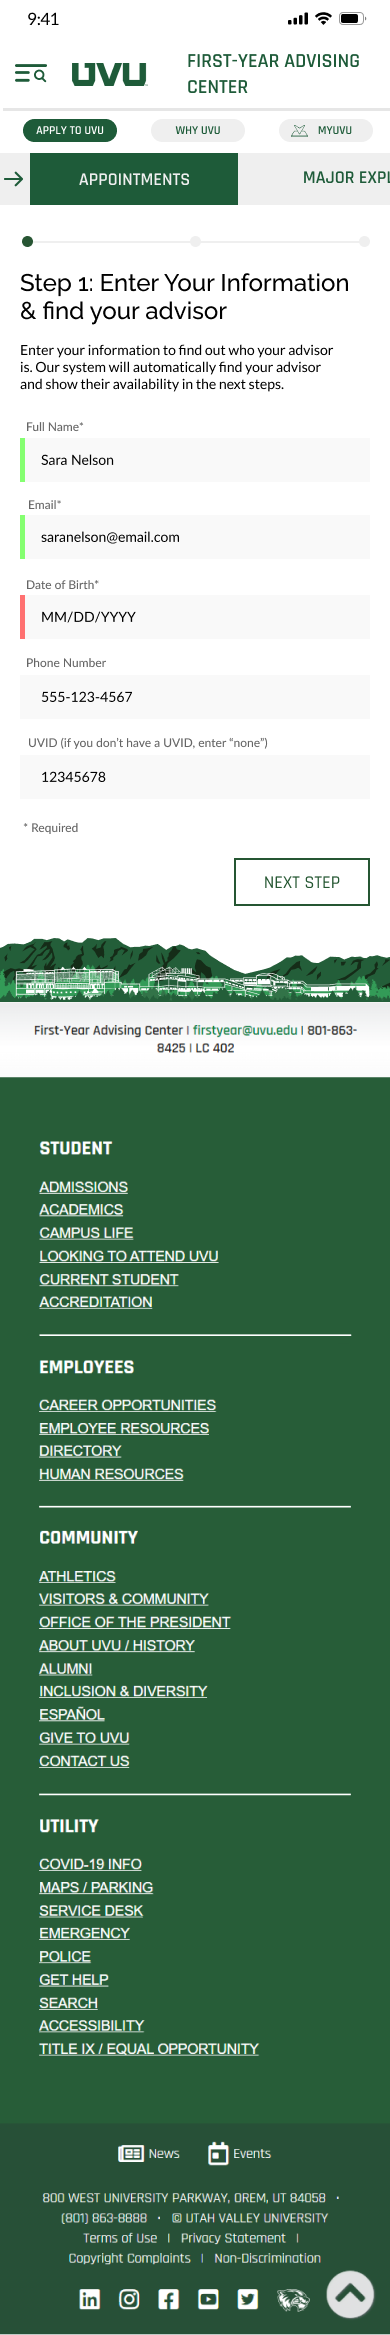 9:41
UVU
FIRST-YEAR ADVISING
CENTER
APPLY TO UVU
WHY UVU
MYUVU
APPOINTMENTS
MAJOR EXPL
Step 1: Enter Your Information
& find your advisor
Enter your information to find out who your advisor
is. Our system will automatically find your advisor
and show their availability in the next steps.
Full Name*
Sara Nelson
Email*
saranelson@email.com
Date of Birth*
MM/DD/YYYY
Phone Number
555-123-4567
UVID (if you don't have a UVID, enter “none”)
12345678
* Required
NEXT STEP
First-Year Advising Center | firstyear@uvu.edu | 801-863-
8425 | LC 402
STUDENT
ADMISSIONS
ACADEMICS
CAMPUS LIFE
LOOKING TO ATTEND UVU
CURRENT STUDENT
ACCREDITATION
EMPLOYEES
CAREER OPPORTUNITIES
EMPLOYEE RESOURCES
DIRECTORY
HUMAN RESOURCES
COMMUNITY
ATHLETICS
VISITORS & COMMUNITY
OFFICE OF THE PRESIDENT
ABOUT UVU / HISTORY
ALUMNI
INCLUSION & DIVERSITY
ESPAÑOL
GIVE TO UVU
CONTACT US
UTILITY
COVID-19 INFO
MAPS / PARKING
SERVICE DESK
EMERGENCY
POLICE
GET HELP
SEARCH
ACCESSIBILITY
TITLE IX / EQUAL OPPORTUNITY
News
Events
800 WEST UNIVERSITY PARKWAY, OREM, UT 84058 ·
(801) 863-8888 · © UTAH VALLEY UNIVERSITY
Terms of Use | Privacy Statement |
Copyright Complaints | Non-Discrimination